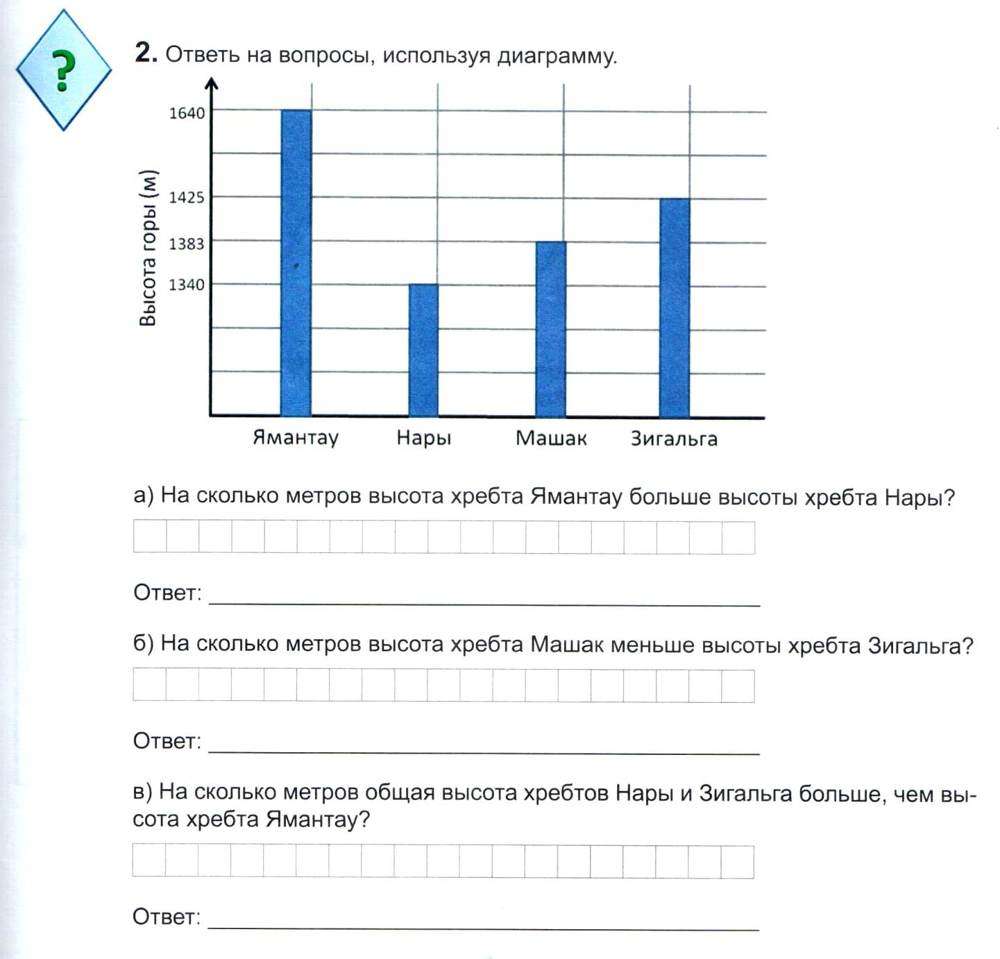 ?
2. Ответь на вопросы, используя диаграмму.
Высота горы (м)
1640
1425
1383
1340
Ямантау Нары Машак Зигальга
а) На сколько метров высота хребта Ямантау больше высоты хребта Нары?
Ответ:
б) На сколько метров высота хребта Машак меньше высоты хребта Зигальга?
Ответ:
в) На сколько метров общая высота хребтов Нары и Зигальга больше, чем вы-
сота хребта Ямантау?
Ответ: